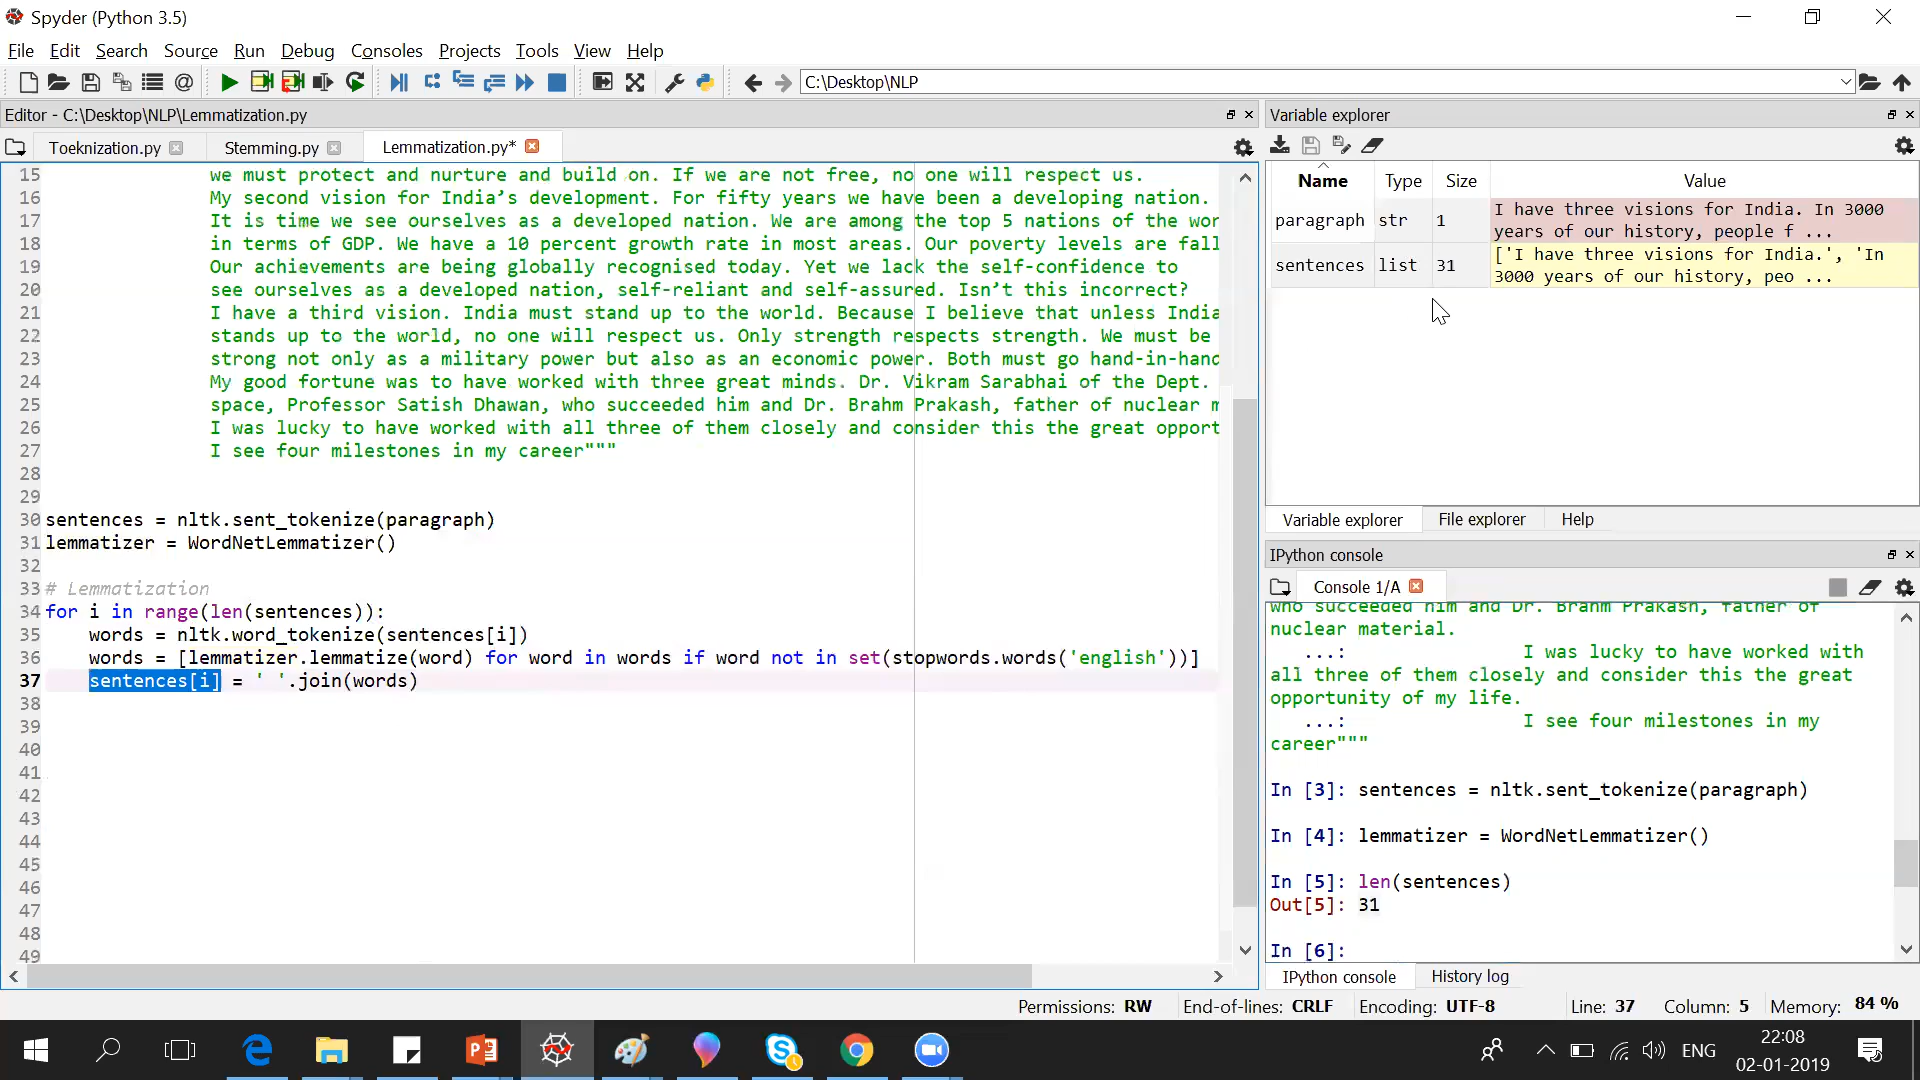 Spyder (Python 3.5)
File Edit Search Source Run Debug Consoles Projects Tools View Help
C:\Desktop\NLP
Editor - C:\Desktop\NLP\Lemmatization.py
Toeknization.py Stemming.py Lemmatization.py*
15 we must protect and nurture and build on. If we are not free, no one will respect us.
16 My second vision for India’s development. For fifty years we have been a developing nation.
17 It is time we see ourselves as a developed nation. We are among the top 5 nations of the wor
18 in terms of GDP. We have a 10 percent growth rate in most areas. Our poverty levels are fall
19 Our achievements are being globally recognised today. Yet we lack the self-confidence to
20 see ourselves as a developed nation, self-reliant and self-assured. Isn’t this incorrect?
21 I have a third vision. India must stand up to the world. Because I believe that unless India
22 stands up to the world, no one will respect us. Only strength respects strength. We must be
23 strong not only as a military power but also as an economic power. Both must go hand-in-hand
24 My good fortune was to have worked with three great minds. Dr. Vikram Sarabhai of the Dept.
25 space, Professor Satish Dhawan, who succeeded him and Dr. Brahm Prakash, father of nuclear m
26 I was lucky to have worked with all three of them closely and consider this the great opport
27 I see four milestones in my career"""
28
29
30 sentences = nltk.sent_tokenize(paragraph)
31 lemmatizer = WordNetLemmatizer()
32
33 # Lemmatization
34 for i in range(len(sentences)):
35 words = nltk.word_tokenize(sentences[i])
36 words = [lemmatizer.lemmatize(word) for word in words if word not in set(stopwords.words('english'))]
37 sentences[i] = ' '.join(words)
38
39
40
41
42
43
44
45
46
47
48
49
Variable explorer
Name Type Size Value
paragraph str 1 I have three visions for India. In 3000
years of our history, people f ...
sentences list 31 ['I have three visions for India.', 'In
3000 years of our history, peo ...
Variable explorer File explorer Help
IPython console
Console 1/A
who succeeded him and Dr. Brahm Prakash, father of
nuclear material.
...: I was lucky to have worked with
all three of them closely and consider this the great
opportunity of my life.
...: I see four milestones in my
career"""
In [3]: sentences = nltk.sent_tokenize(paragraph)
In [4]: lemmatizer = WordNetLemmatizer()
In [5]: len(sentences)
Out[5]: 31
In [6]:
IPython console History log
Permissions: RW End-of-lines: CRLF Encoding: UTF-8 Line: 37 Column: 5 Memory: 84 %
ENG
22:08
02-01-2019